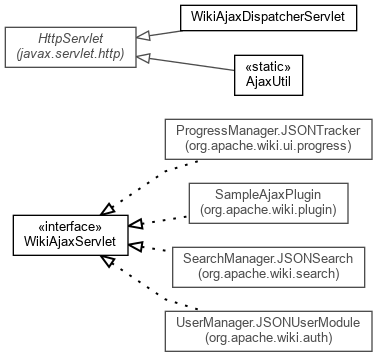 WikiAjaxDispatcherServlet
HttpServlet
(javax.servlet.http)
«static»
AjaxUtil
ProgressManager.JSONTracker
(org.apache.wiki.ui.progress)
SampleAjaxPlugin
(org.apache.wiki.plugin)
«interface»
WikiAjaxServlet
SearchManager.JSONSearch
(org.apache.wiki.search)
UserManager.JSONUserModule
(org.apache.wiki.auth)